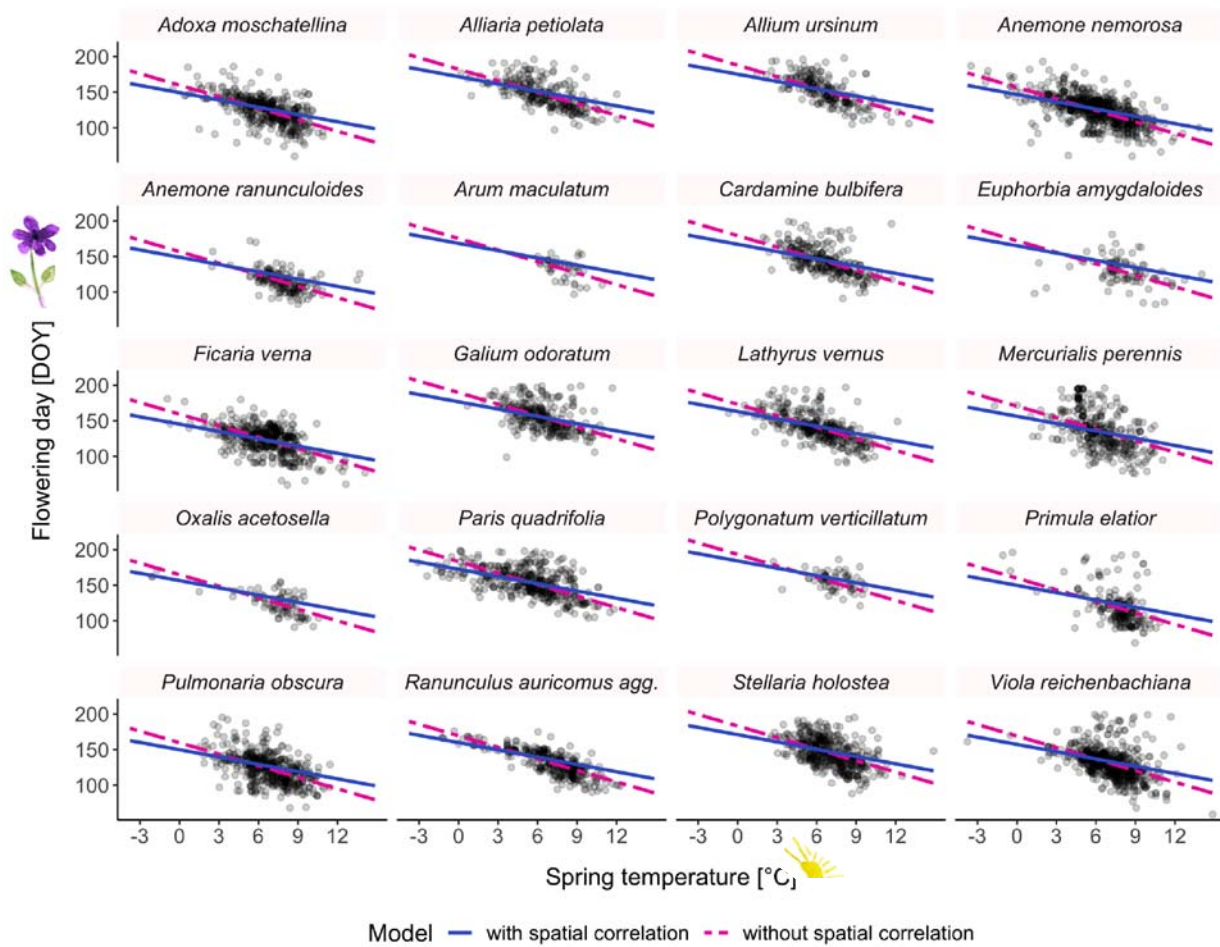 Adoxa moschatellina Alliaria petiolata Allium ursinum Anemone nemorosa
200
150
100
Anemone ranunculoides Arum maculatum Cardamine bulbifera Euphorbia amygdaloides
200
150
100
Ficaria verna Galium odoratum Lathyrus vernus Mercurialis perennis
200
150
100
Oxalis acetosella Paris quadrifolia Polygonatum verticillatum Primula elatior
200
150
100
Pulmonaria obscura Ranunculus auricomus agg. Stellaria holostea Viola reichenbachiana
200
150
100
Flowering day [DOY]
-3 0 3 6 9 12 -3 0 3 6 9 12 -3 0 3 6 9 12 -3 0 3 6 9 12
Spring temperature [°C]
Model with spatial correlation without spatial correlation